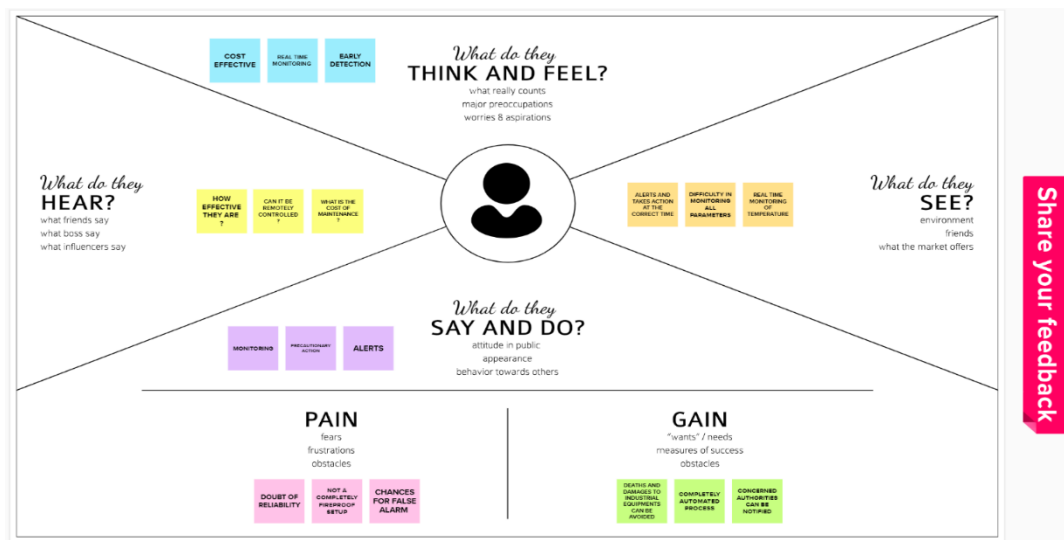 COST
EFFECTIVE
REAL TIME
MONITORING
EARLY
DETECTION
What do they
THINK AND FEEL?
what really counts
major preoccupations
worries & aspirations
What do they
HEAR?
what friends say
what boss say
what influencers say
HOW
EFFECTIVE
THEY ARE
?
CAN IT BE
REMOTELY
CONTROLLED
?
WHAT IS THE
COST OF
MAINTENANCE
?
ALERTS AND
TAKES ACTION
AT THE
CORRECT TIME
DIFFICULTY IN
MONITORING
ALL
PARAMETERS
REAL TIME
MONITORING
OF
TEMPERATURE
What do they
SEE?
environment
friends
what the market offers
What do they
SAY AND DO?
attitude in public
appearance
behavior towards others
MONITORING
PRECAUTIONARY
ACTION
ALERTS
PAIN
fears
frustrations
obstacles
DOUBT OF
RELIABILITY
NOT A
COMPLETELY
FIREPROOF
SETUP
CHANCES
FOR FALSE
ALARM
GAIN
"wants" / needs
measures of success
obstacles
DEATHS AND
DAMAGES TO
INDUSTRIAL
EQUIPMENTS
CAN BE
AVOIDED
COMPLETELY
AUTOMATED
PROCESS
CONCERNED
AUTHORITIES
CAN BE
NOTIFIED
Share your feedback